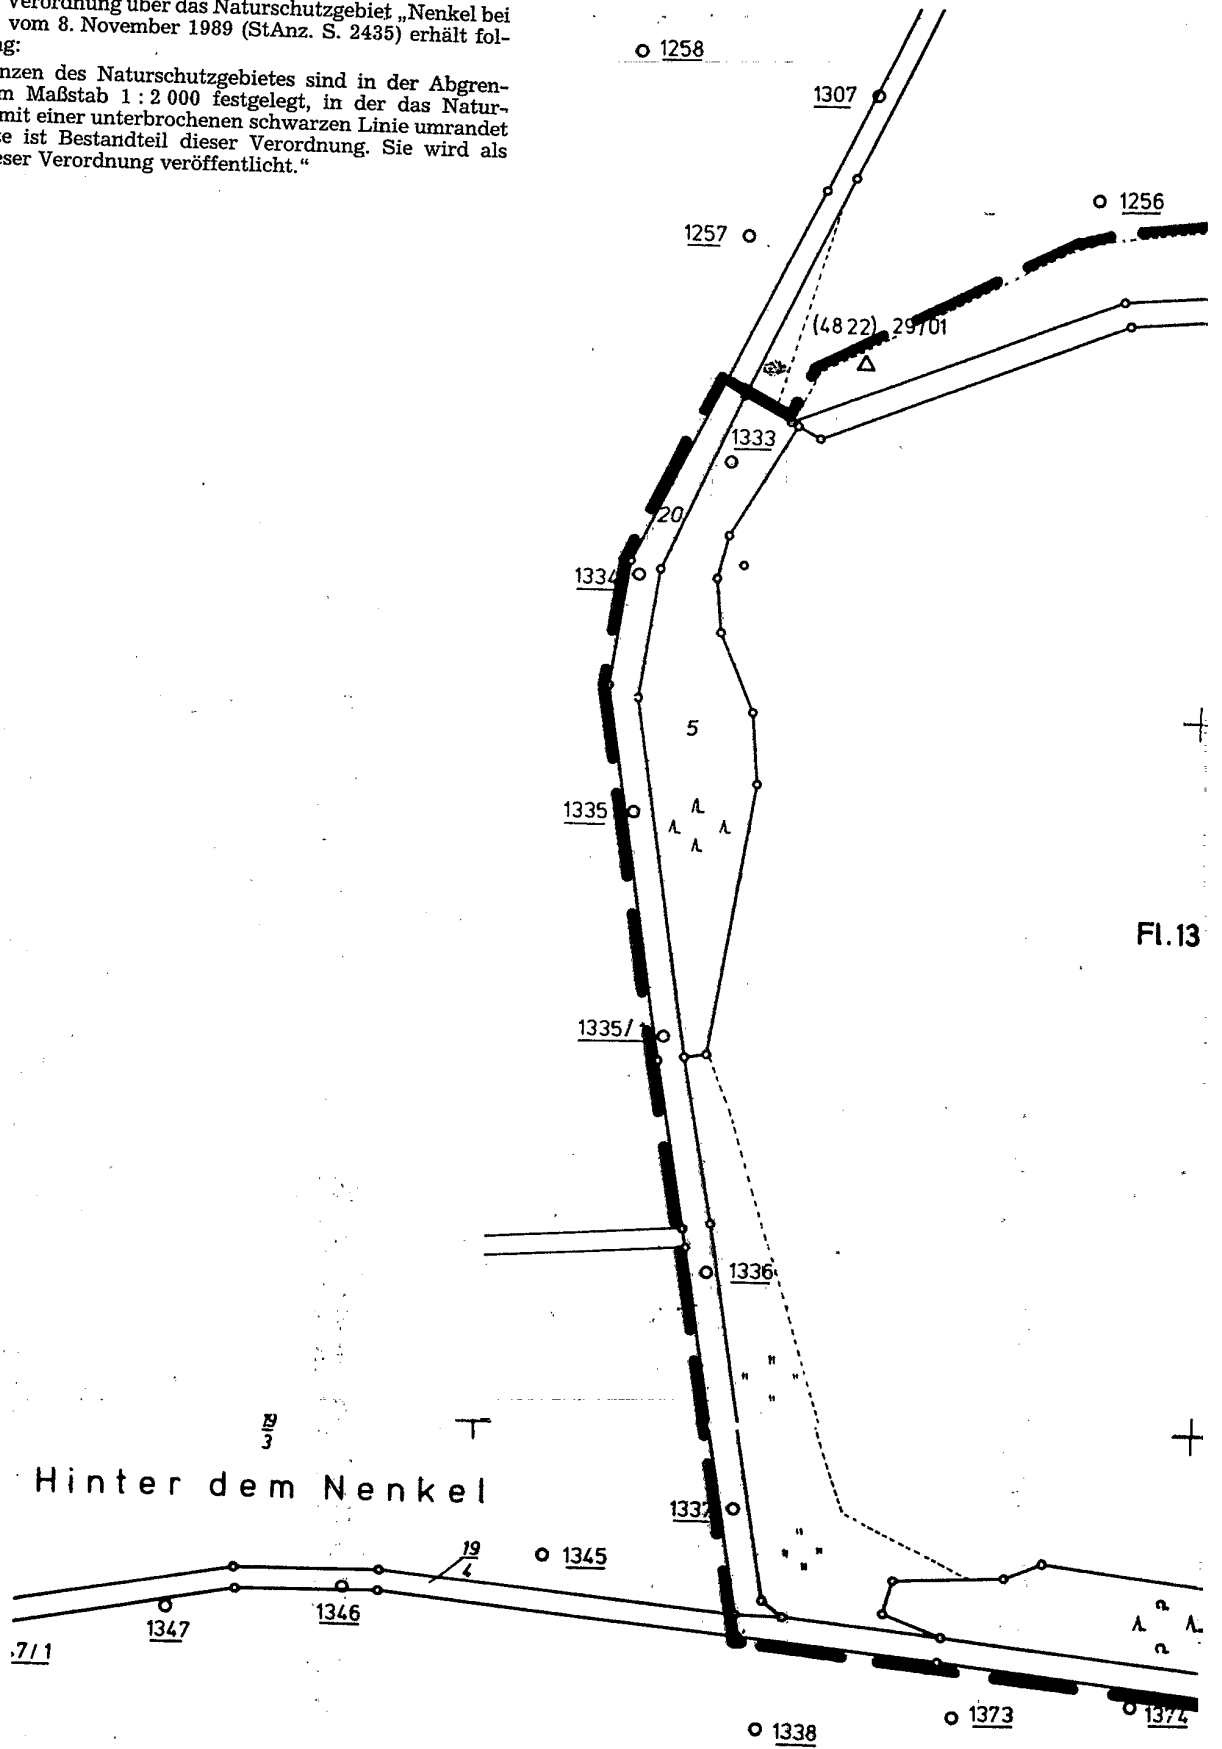 Verordnung über das Naturschutzgebiet „Nenkel bei
vom 8. November 1989 (StAnz. S. 2435) erhält fol-
g:
nzen des Naturschutzgebietes sind in der Abgren-
m Maßstab 1 : 2 000 festgelegt, in der das Natur-
mit einer unterbrochenen schwarzen Linie umrandet
e ist Bestandteil dieser Verordnung. Sie wird als
eser Verordnung veröffentlicht.“
1258
1307
1256
1257
(4822) 29/01
1333
20
1334
5
1335
Fl.13
1335/1
1336
19
3
Hinter dem Nenkel
1337
19
4
1345
1346
1347
7/1
1373
1374
1338